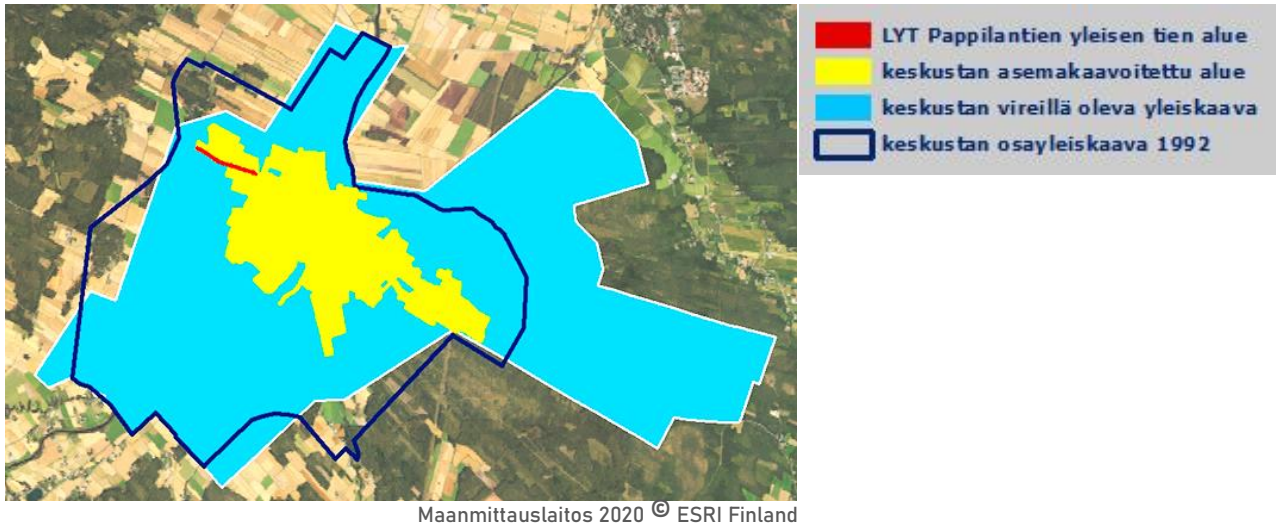 LYT Pappilantien yleisen tien alue
keskustan asemakaavoitettu alue
keskustan vireillä oleva yleiskaava
keskustan osayleiskaava 1992
Maanmittauslaitos 2020 © ESRI Finland